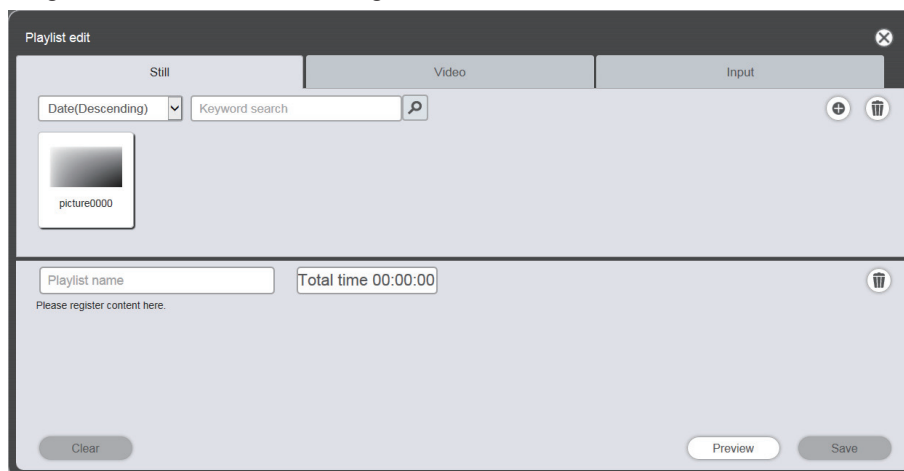 Playlist edit
Still Video Input
Date(Descending) Keyword search
picture0000
Playlist name Total time 00:00:00
Please register content here.
Clear Preview Save